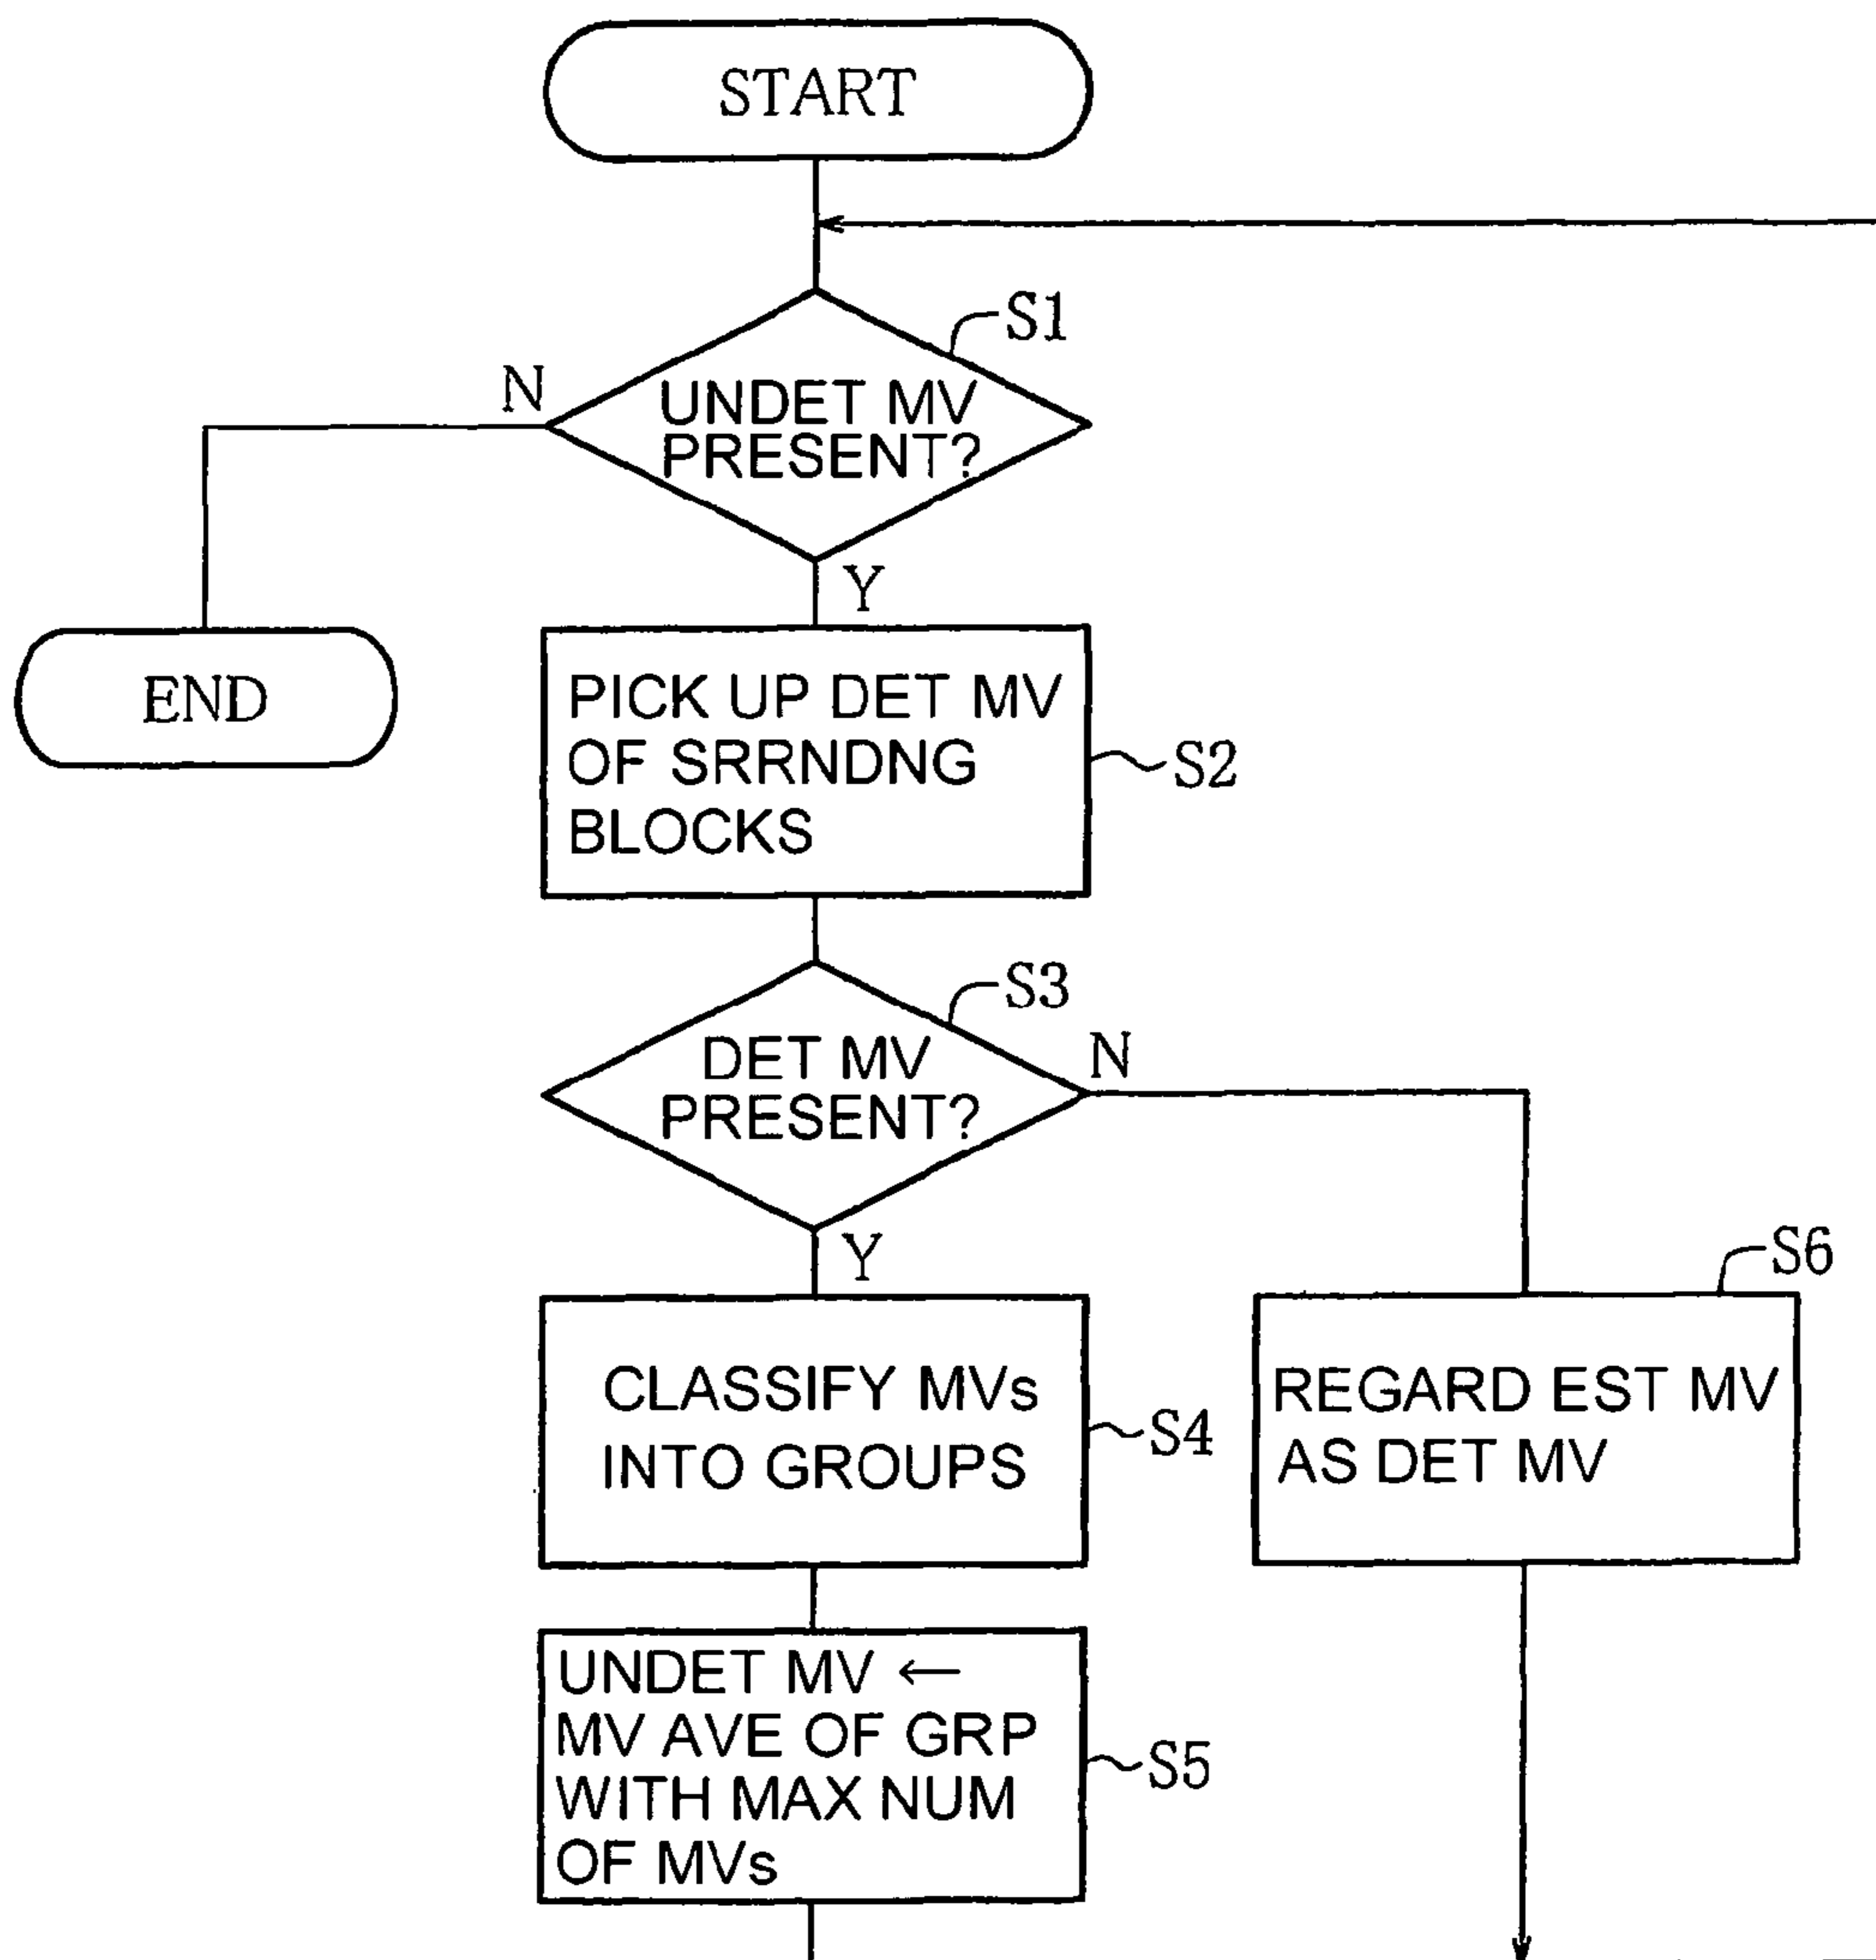 START
S1
N
UNDET MV
PRESENT?
Y
END
PICK UP DET MV
OF SRRNDNG
BLOCKS
S2
S3
DET MV
PRESENT?
N
Y
S6
CLASSIFY MVs
INTO GROUPS
S4
REGARD EST MV
AS DET MV
UNDET MV ←
MV AVE OF GRP
WITH MAX NUM
OF MVs
S5